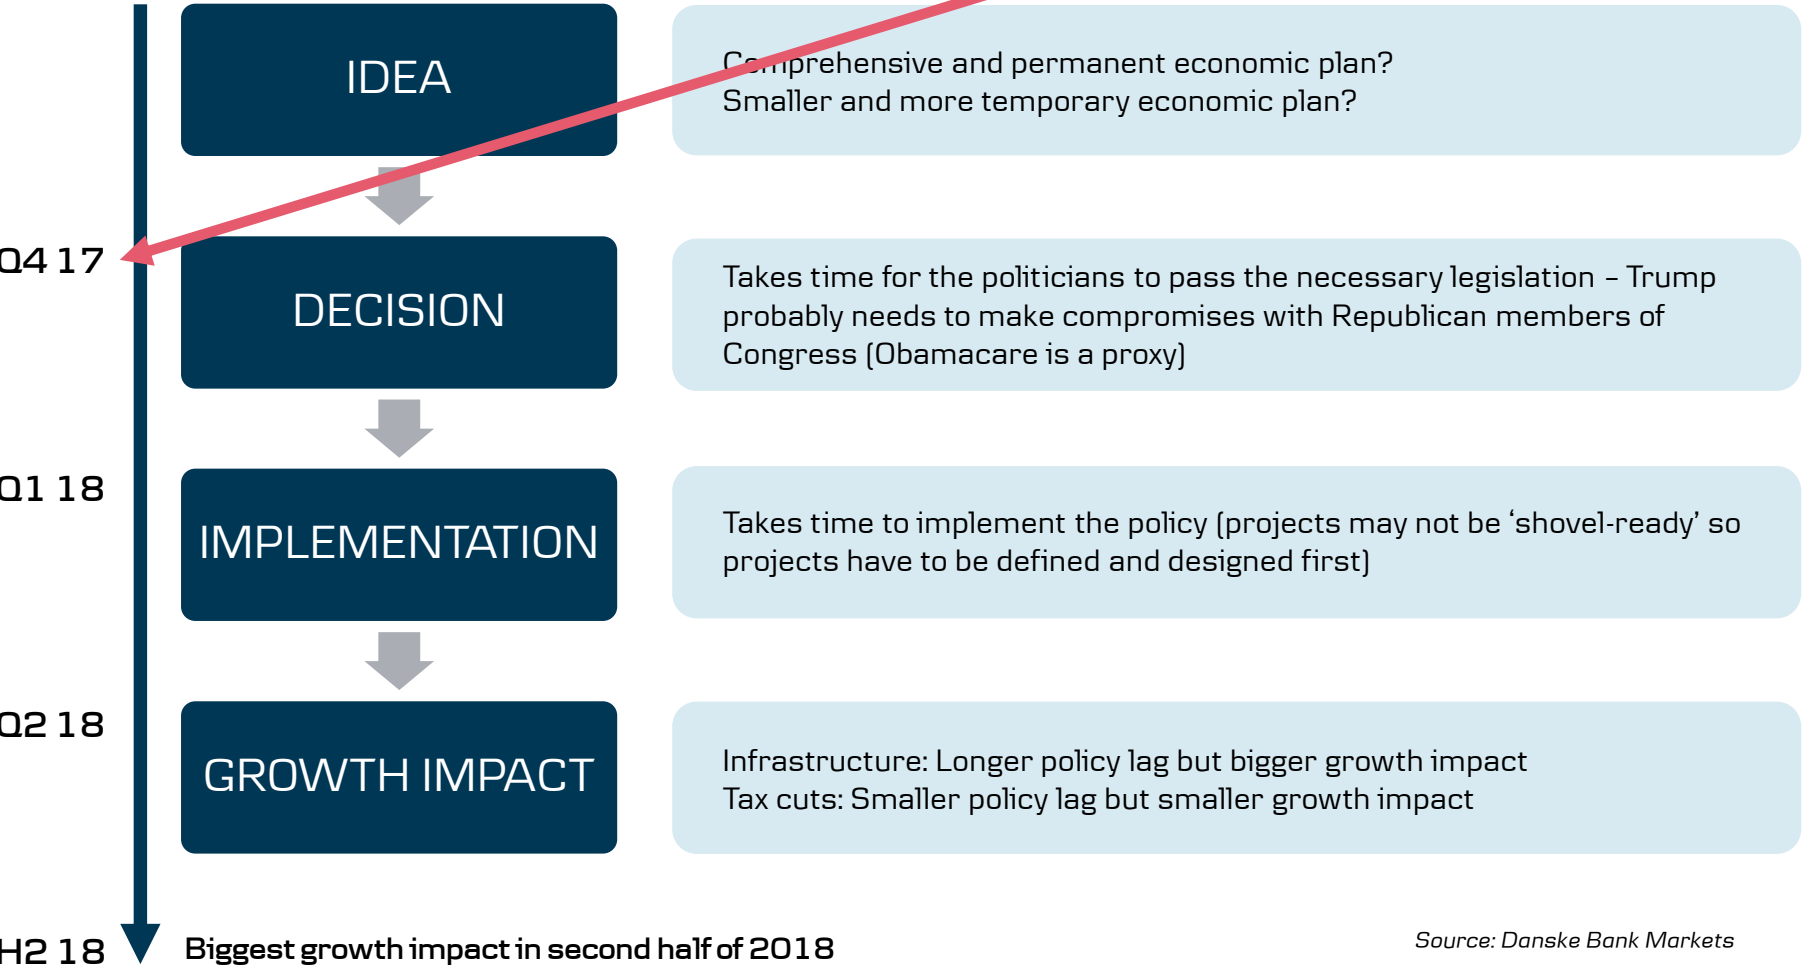 IDEA
Comprehensive and permanent economic plan?
Smaller and more temporary economic plan?
Q4 17
DECISION
Takes time for the politicians to pass the necessary legislation – Trump
probably needs to make compromises with Republican members of
Congress (Obamacare is a proxy)
Q1 18
IMPLEMENTATION
Takes time to implement the policy (projects may not be ‘shovel-ready’ so
projects have to be defined and designed first)
Q2 18
GROWTH IMPACT
Infrastructure: Longer policy lag but bigger growth impact
Tax cuts: Smaller policy lag but smaller growth impact
H2 18
Biggest growth impact in second half of 2018
Source: Danske Bank Markets